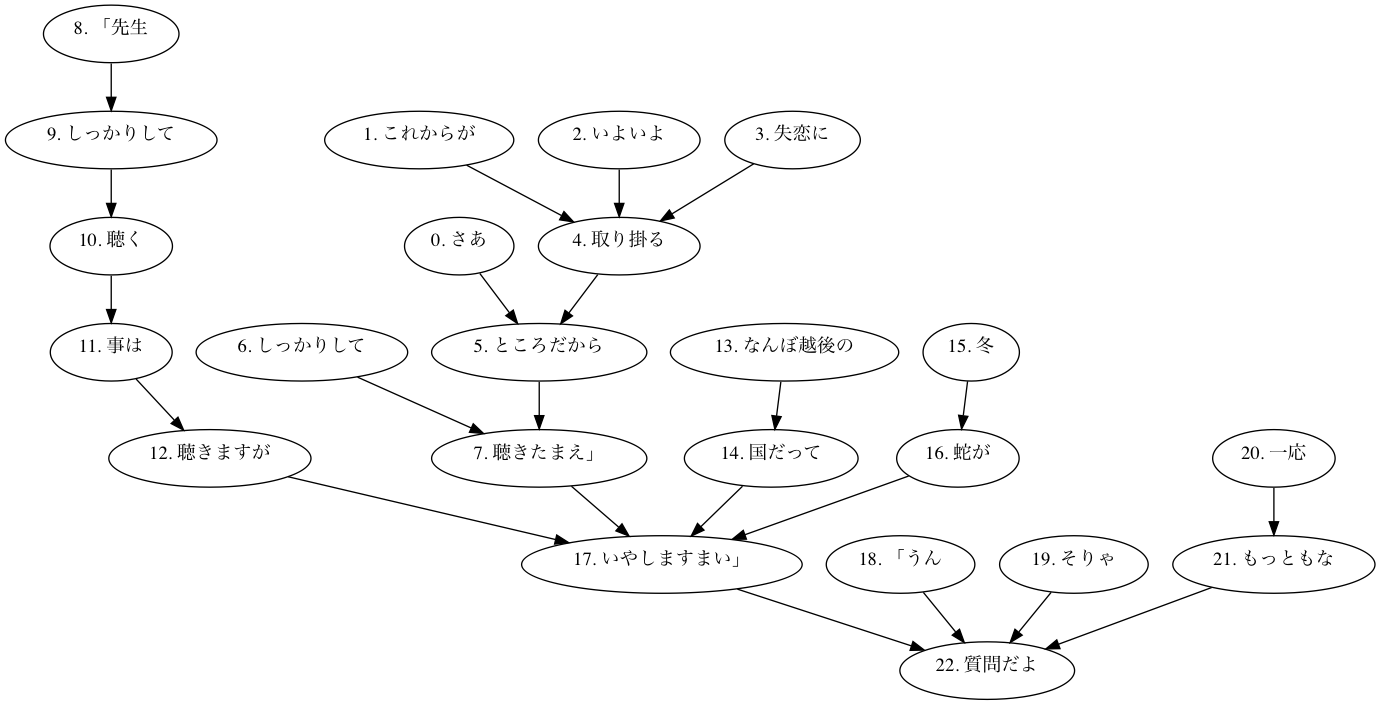 8. 「先生
9. しっかりして
1. これからが
2. いよいよ
3. 失恋に
10. 聴く
0. さあ
4. 取り掛る
11. 事は
6. しっかりして
5. ところだから
13. なんぼ越後の
15. 冬
12. 聴きますが
7. 聴きたまえ」
14. 国だって
16. 蛇が
20. 一応
17. いやしますまい」
18. 「うん
19. そりゃ
21. もっともな
22. 質問だよ